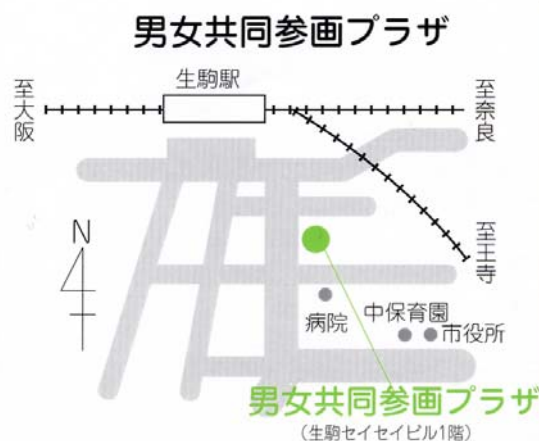 男女共同参画プラザ
生駒駅
至大阪
至奈良
至王寺
N
病院
中保育園
市役所
男女共同参画プラザ
(生駒セイセイビル1階)